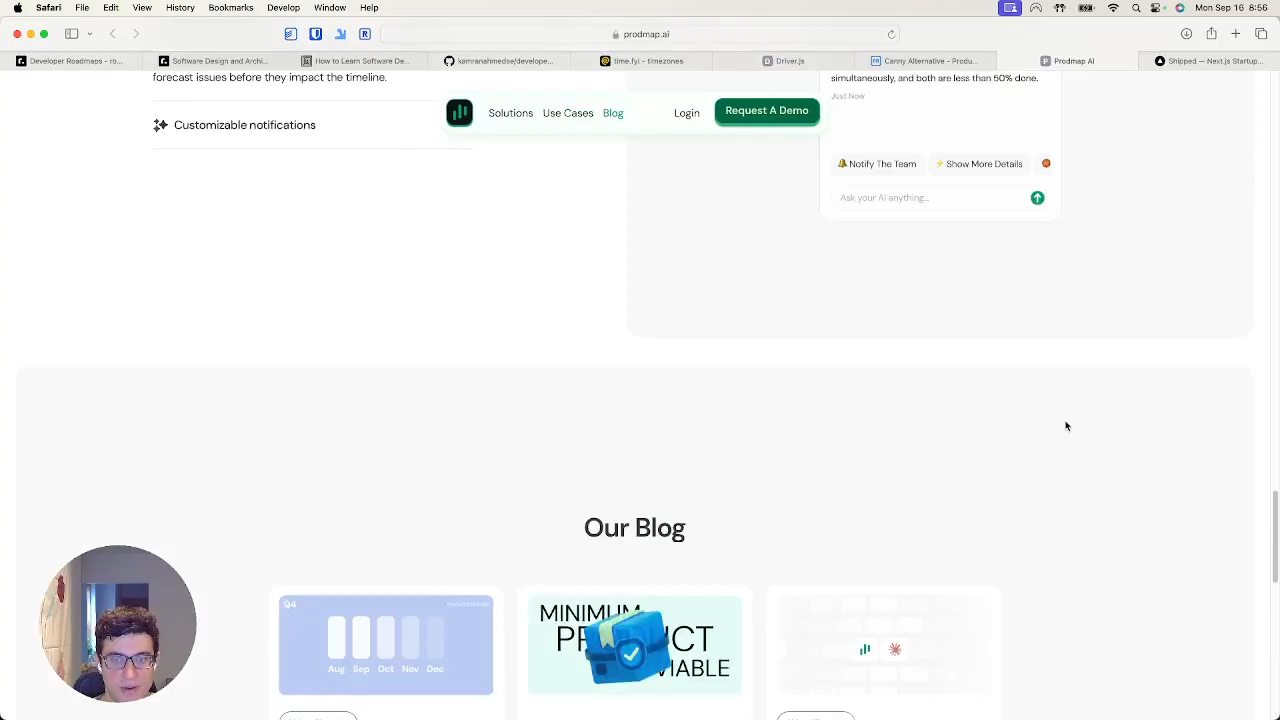 Safari File Edit View History Bookmarks Develop Window Help
Mon Sep 16 8:56
prodmap.ai
Developer Roadmaps - ro...
Software Design and Archi...
How to Learn Software De...
kamranahmedse/develope...
time.fyi - timezones
Driver.js
Canny Alternative - Produ...
Prodmap AI
Shipped — Next.js Startup...
forecast issues before they impact the timeline.
simultaneously, and both are less than 50% done.
Just Now
Solutions Use Cases Blog Login Request A Demo
Customizable notifications
Notify The Team
Show More Details
Ask your AI anything...
Our Blog
Q4
Aug Sep Oct Nov Dec
MINIMUM
VIABLE